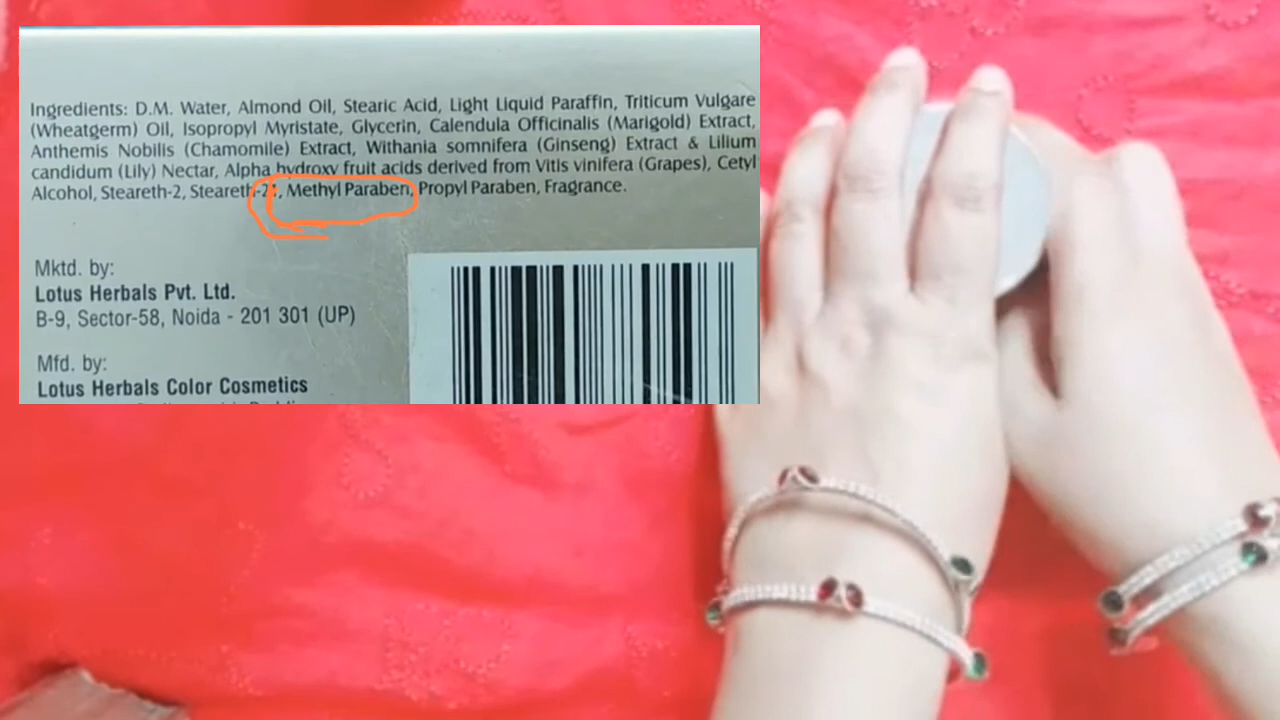 Ingredients: D.M. Water, Almond Oil, Stearic Acid, Light Liquid Paraffin, Triticum Vulgare
(Wheatgerm) Oil, Isopropyl Myristate, Glycerin, Calendula Officinalis (Marigold) Extract,
Anthemis Nobilis (Chamomile) Extract, Withania somnifera (Ginseng) Extract & Lilium
candidum (Lily) Nectar, Alpha hydroxy fruit acids derived from Vitis vinifera (Grapes), Cetyl
Alcohol, Steareth-2, Methyl Paraben, Propyl Paraben, Fragrance.
Mktd. by:
Lotus Herbals Pvt. Ltd.
B-9, Sector-58, Noida - 201 301 (UP)
Mfd. by:
Lotus Herbals Color Cosmetics